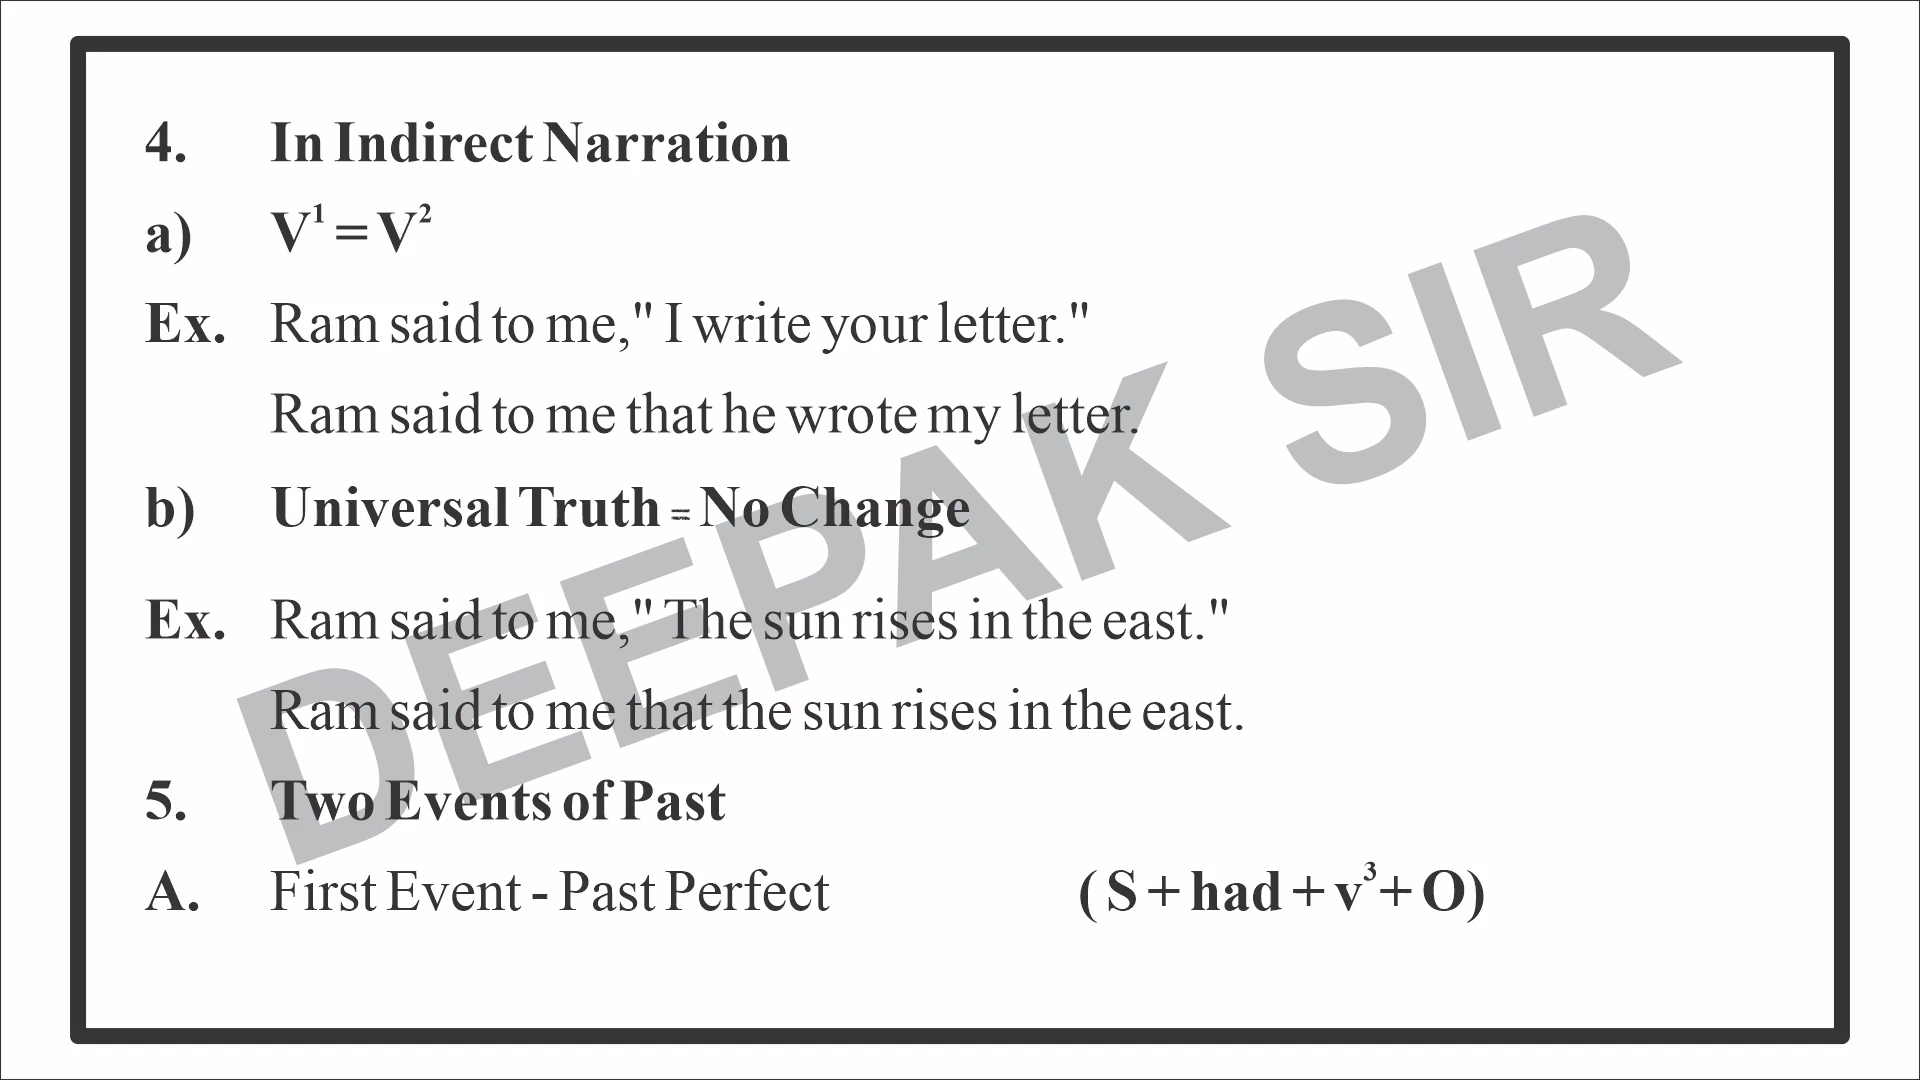 4. In Indirect Narration
a) V¹ = V²
Ex. Ram said to me," I write your letter."
Ram said to me that he wrote my letter.
b) Universal Truth = No Change
Ex. Ram said to me," The sun rises in the east."
Ram said to me that the sun rises in the east.
5. Two Events of Past
A. First Event - Past Perfect ( S + had + v³+ O)
DEEPAK SIR